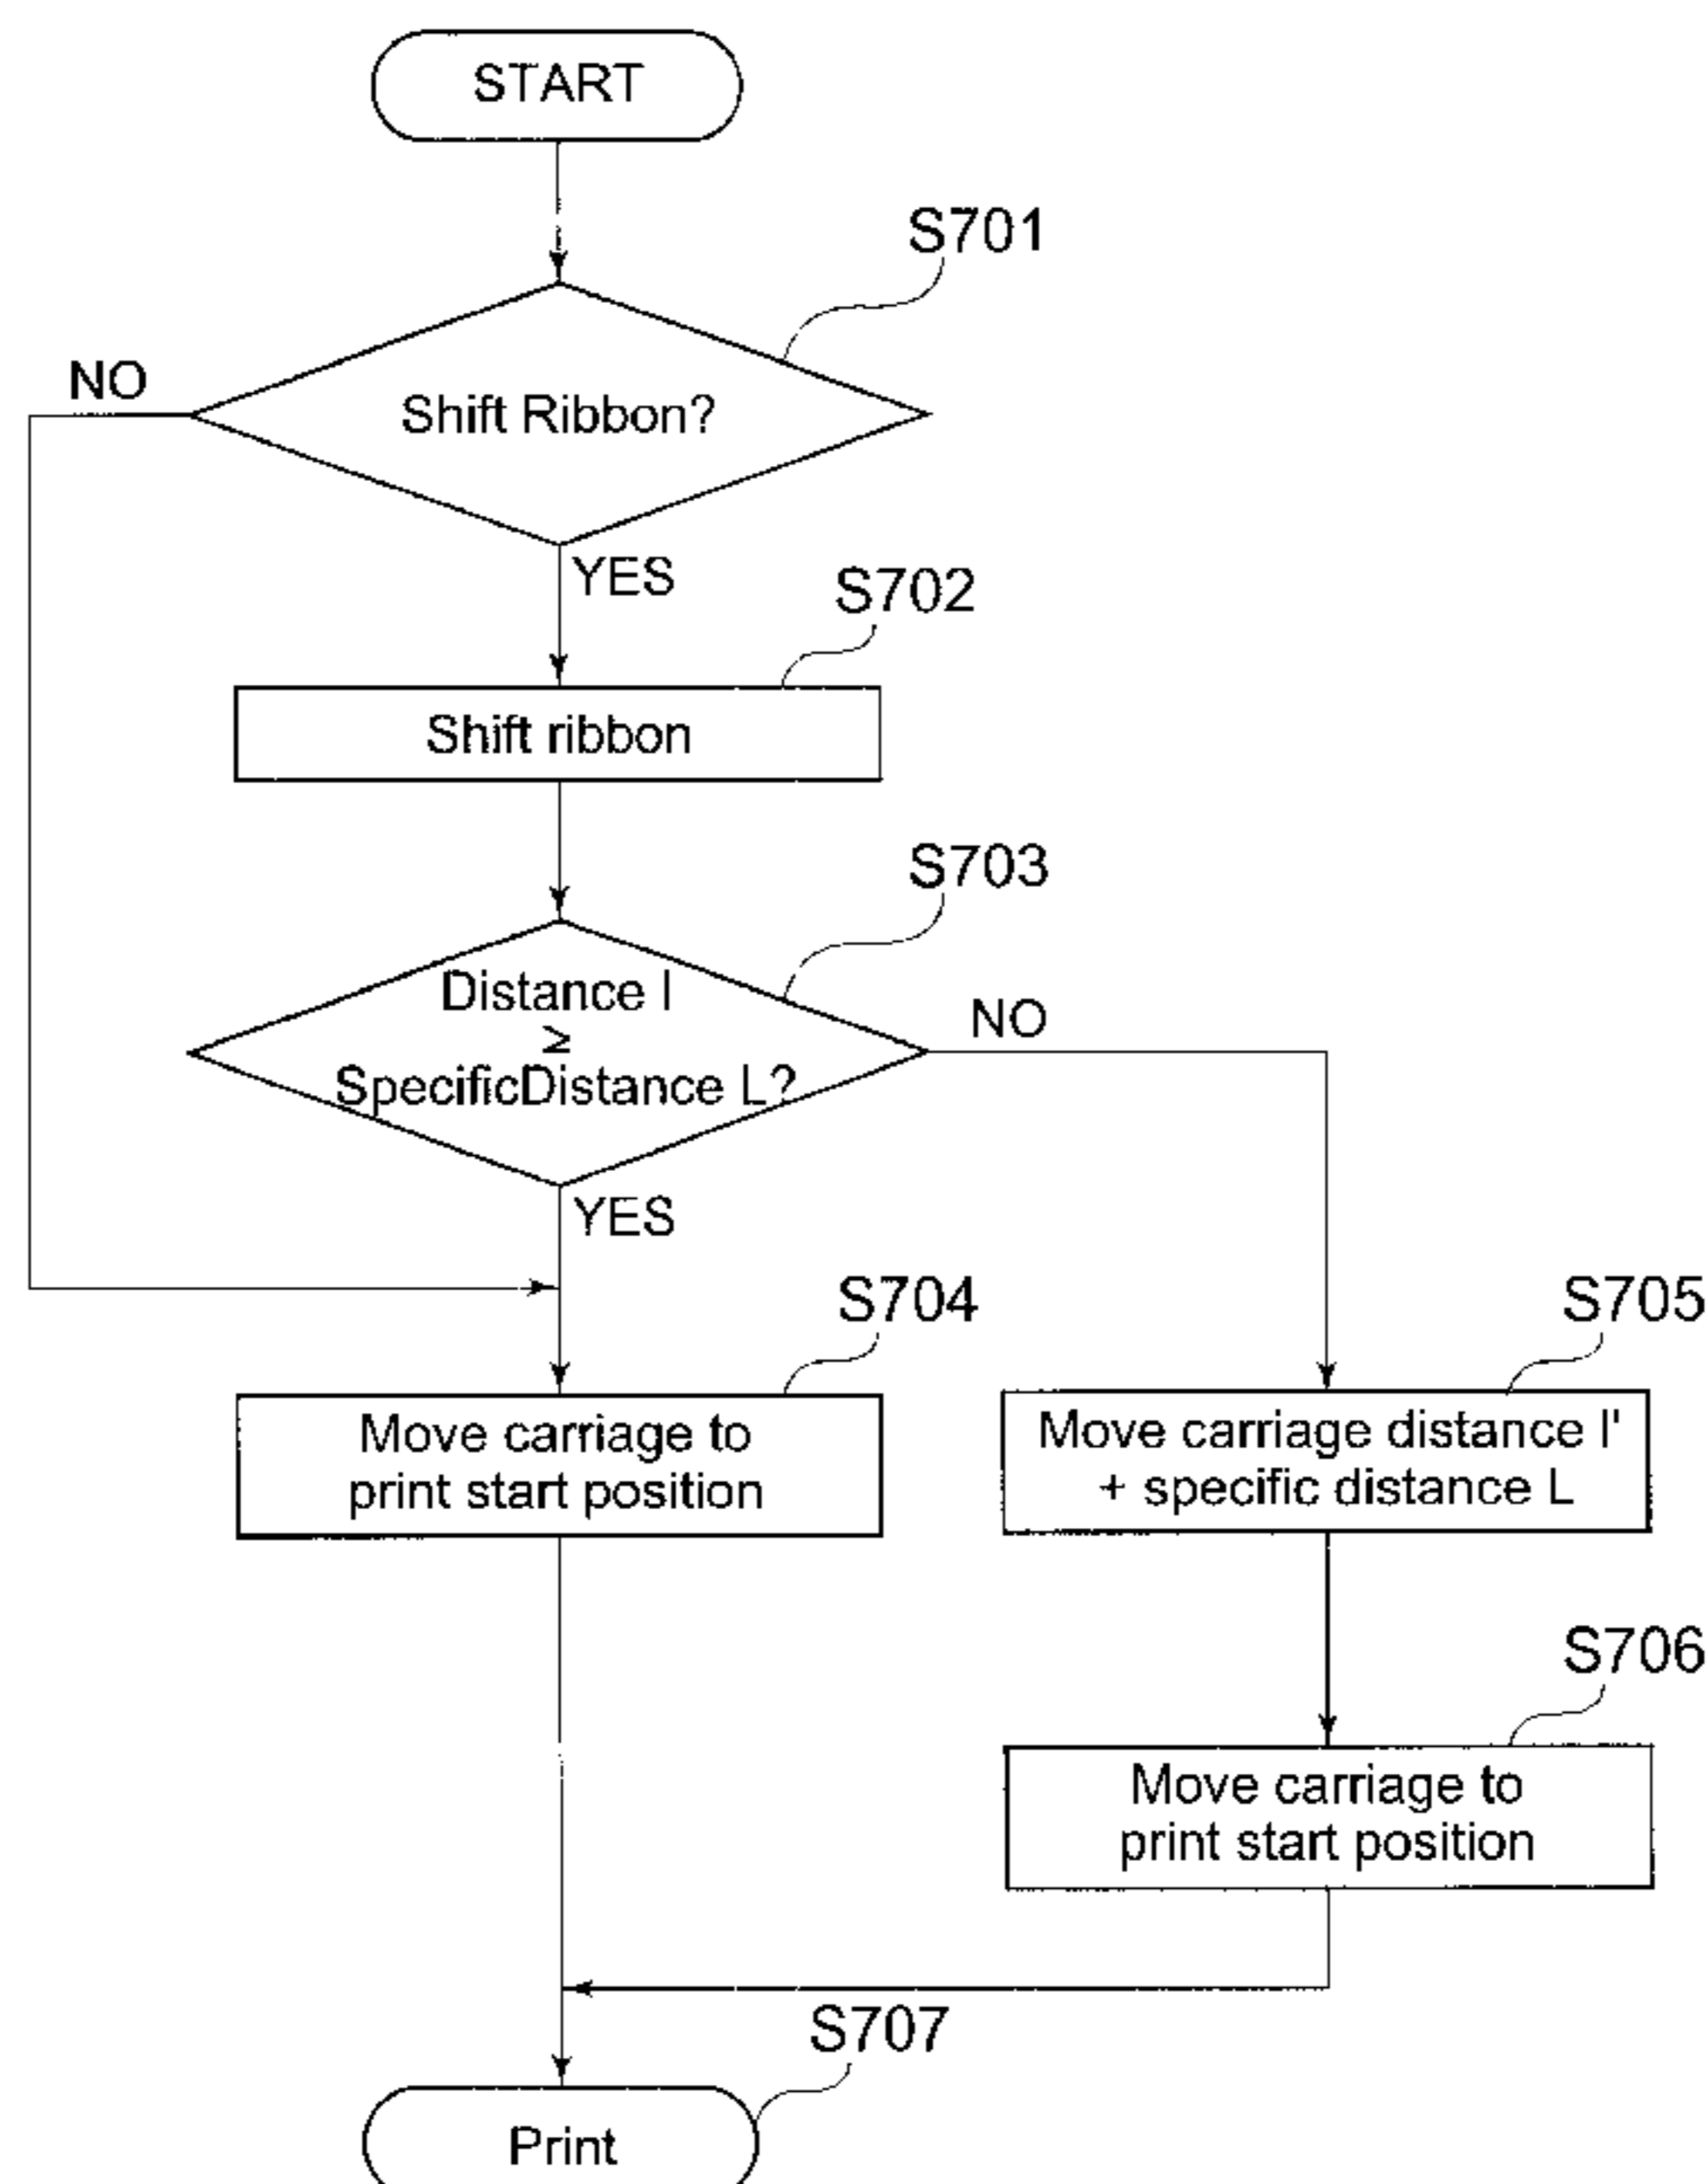 START
S701
NO
Shift Ribbon?
YES
S702
Shift ribbon
S703
Distance l
≥
SpecificDistance L?
NO
YES
S704
Move carriage to
print start position
S705
Move carriage distance l'
+ specific distance L
S706
Move carriage to
print start position
S707
Print